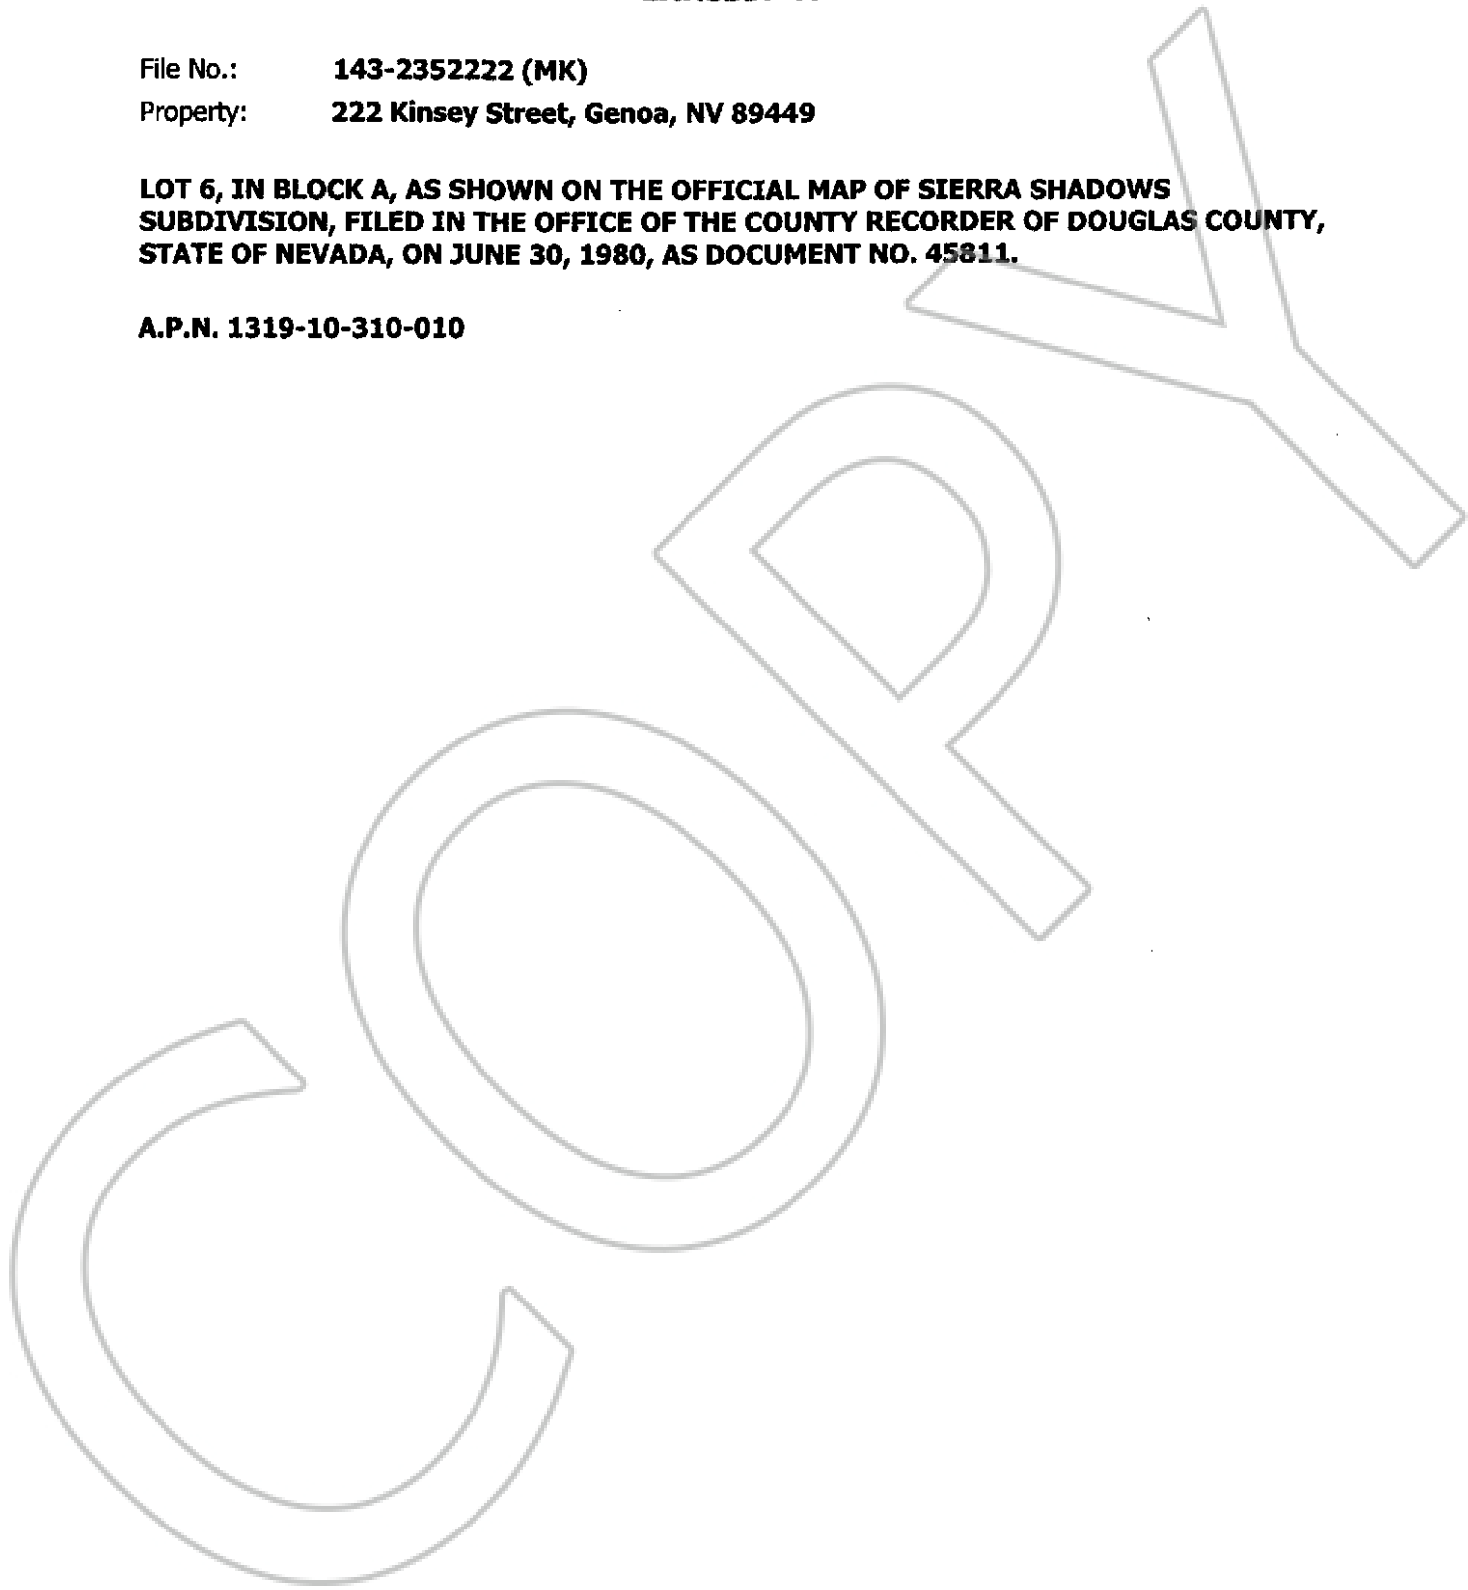 File No.: 143-2352222 (MK)
Property: 222 Kinsey Street, Genoa, NV 89449
LOT 6, IN BLOCK A, AS SHOWN ON THE OFFICIAL MAP OF SIERRA SHADOWS
SUBDIVISION, FILED IN THE OFFICE OF THE COUNTY RECORDER OF DOUGLAS COUNTY,
STATE OF NEVADA, ON JUNE 30, 1980, AS DOCUMENT NO. 45811.
A.P.N. 1319-10-310-010
COPY